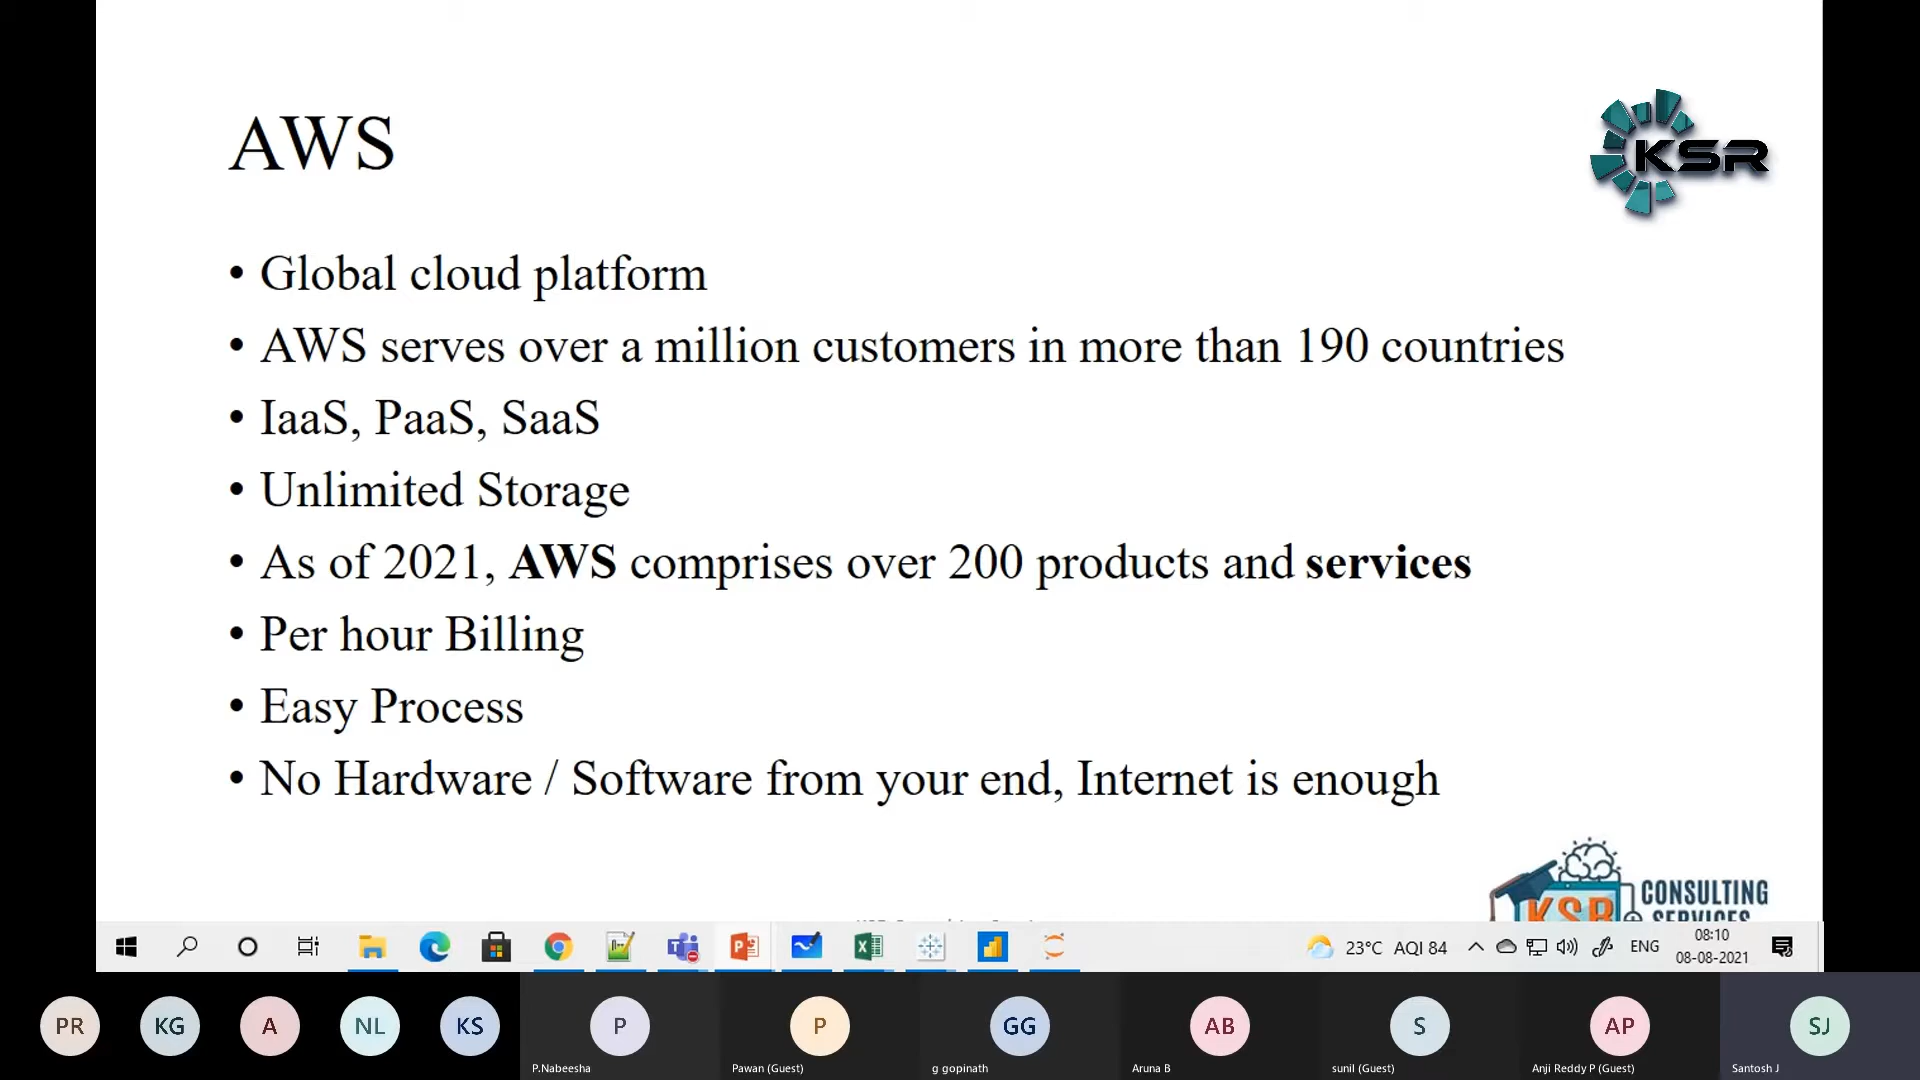 AWS
KSR
• Global cloud platform
• AWS serves over a million customers in more than 190 countries
• IaaS, PaaS, SaaS
• Unlimited Storage
• As of 2021, AWS comprises over 200 products and services
• Per hour Billing
• Easy Process
• No Hardware / Software from your end, Internet is enough
KSR CONSULTING
SERVICES
23°C AQI 84
ENG
08:10
08-08-2021
PR KG A NL KS P P GG AB S AP SJ
P.Nabeesha Pawan (Guest) g gopinath Aruna B sunil (Guest) Anji Reddy P (Guest) Santosh J